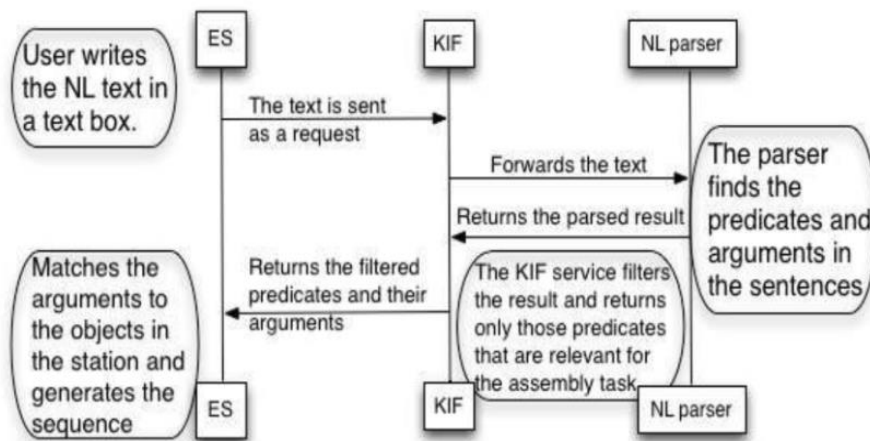 ES
KIF
NL parser
User writes
the NL text in
a text box.
The text is sent
as a request
Forwards the text
The parser
finds the
predicates and
arguments in
the sentences
Returns the parsed result
The KIF service filters
the result and returns
only those predicates
that are relevant for
the assembly task
Returns the filtered
predicates and their
arguments
Matches the
arguments to
the objects in
the station and
generates the
sequence
ES
KIF
NL parser